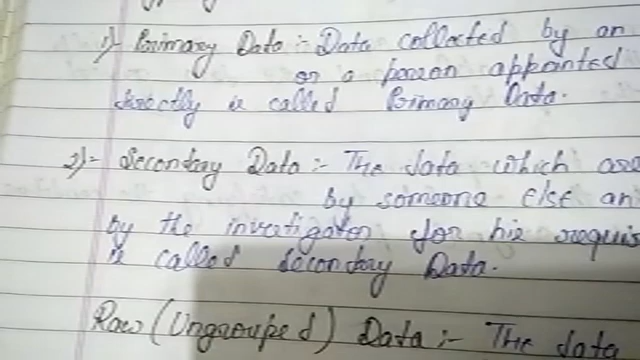 1) Primary Data :- Data collected by an
or a person appointed
directly is called Primary Data.
2)- Secondary Data :- The data which are
by someone else an
by the investigator for his requis
is called Secondary Data.
Raw (Ungrouped) Data :- The data